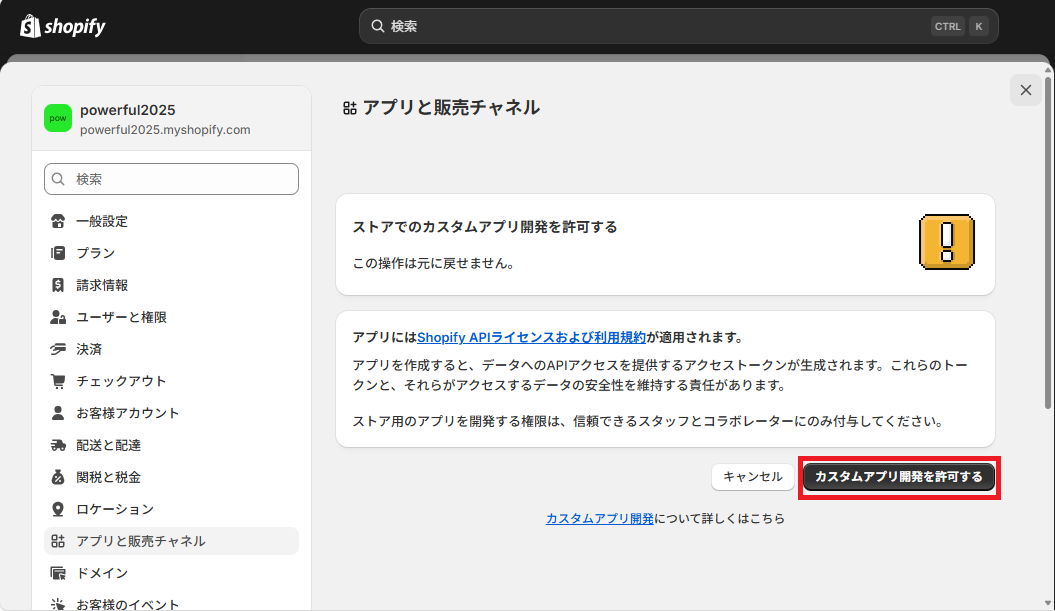 shopify
検索
CTRL K
pow
powerful2025
powerful2025.myshopify.com
検索
一般設定
プラン
請求情報
ユーザーと権限
決済
チェックアウト
お客様アカウント
配送と配達
関税と税金
ロケーション
アプリと販売チャネル
ドメイン
お客様のイベント
アプリと販売チャネル
ストアでのカスタムアプリ開発を許可する
この操作は元に戻せません。
アプリにはShopify APIライセンスおよび利用規約が適用されます。
アプリを作成すると、データへのAPIアクセスを提供するアクセストークンが生成されます。これらのトー
クンと、それらがアクセスするデータの安全性を維持する責任があります。
ストア用のアプリを開発する権限は、信頼できるスタッフとコラボレーターにのみ付与してください。
キャンセル
カスタムアプリ開発を許可する
カスタムアプリ開発について詳しくはこちら